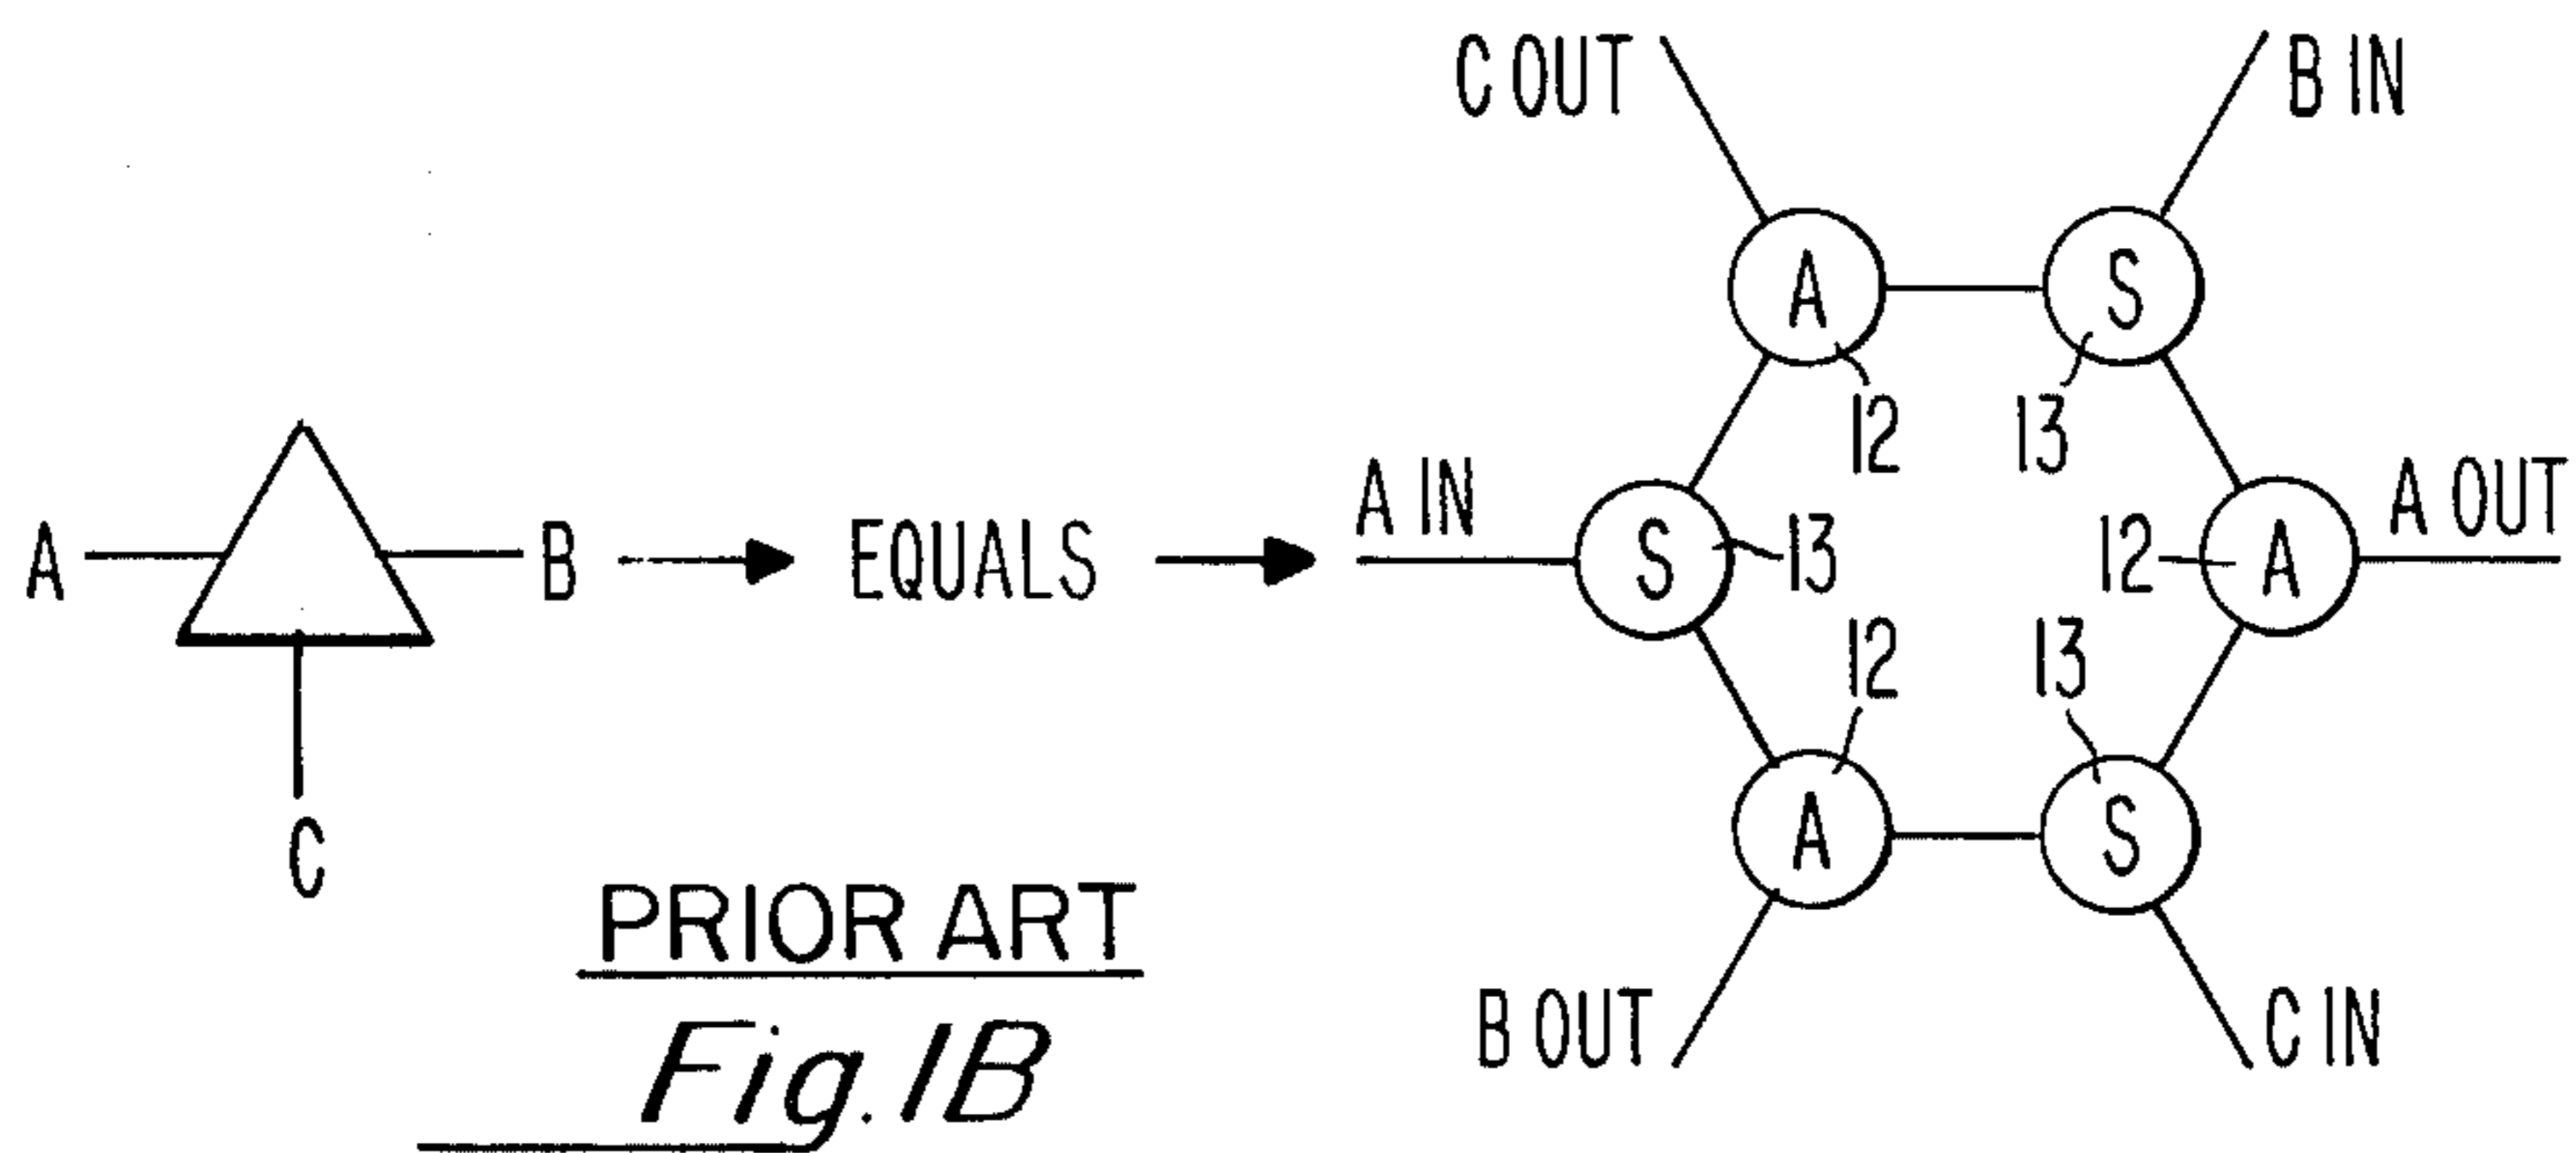 C OUT
B IN
A
S
12
13
A IN
A OUT
A
B
EQUALS
S
13
12
A
12
13
C
A
S
PRIOR ART
B OUT
C IN
Fig. 1B